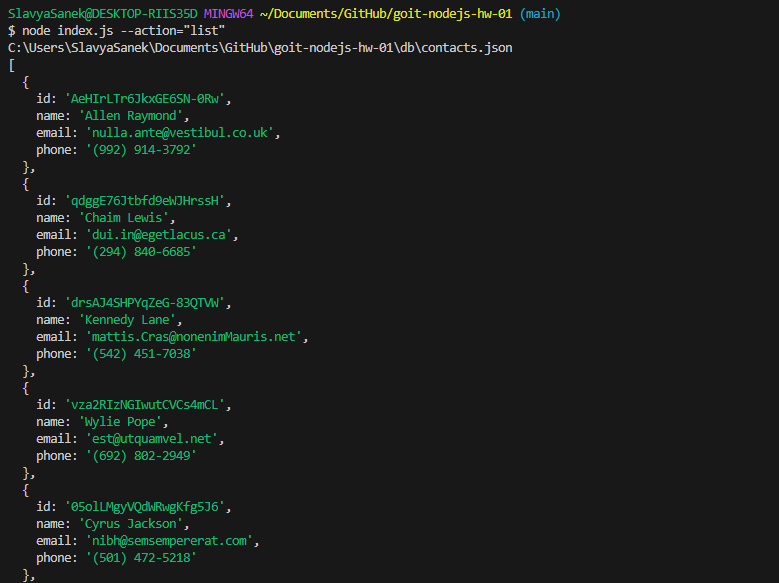 SlavyaSanek@DESKTOP-RIIS35D MINGW64 ~/Documents/GitHub/goit-nodejs-hw-01 (main)
$ node index.js --action="list"
C:\Users\SlavyaSanek\Documents\GitHub\goit-nodejs-hw-01\db\contacts.json
[
  {
    id: 'AeHIrLTr6JkxGE6SN-0Rw',
    name: 'Allen Raymond',
    email: 'nulla.ante@vestibul.co.uk',
    phone: '(992) 914-3792'
  },
  {
    id: 'qdggE76Jtbfd9eWJHrssH',
    name: 'Chaim Lewis',
    email: 'dui.in@egetlacus.ca',
    phone: '(294) 840-6685'
  },
  {
    id: 'drsAJ4SHPYqZeG-83QTVW',
    name: 'Kennedy Lane',
    email: 'mattis.Cras@nonenimMauris.net',
    phone: '(542) 451-7038'
  },
  {
    id: 'vza2RIzNGIwutCVCs4mCL',
    name: 'Wylie Pope',
    email: 'est@utquamvel.net',
    phone: '(692) 802-2949'
  },
  {
    id: '05olLMgyVQdWRwgKfg5J6',
    name: 'Cyrus Jackson',
    email: 'nibh@semsempererat.com',
    phone: '(501) 472-5218'
  },